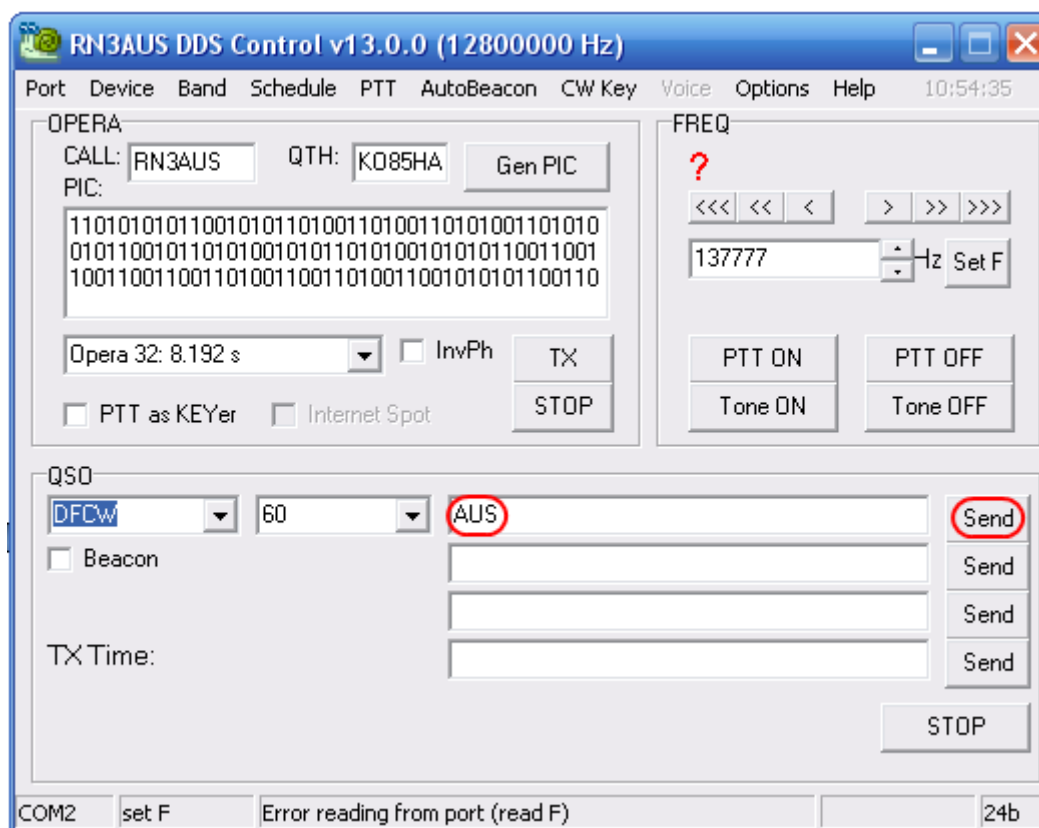 RN3AUS DDS Control v13.0.0 (12800000 Hz)
Port Device Band Schedule PTT AutoBeacon CW Key Voice Options Help 10:54:35
OPERA
CALL: RN3AUS QTH: KO85HA Gen PIC
PIC:
11010101011001010110100110100110101001101010
01011001011010100101011010100101010110011001
10011001100110100110011010011001010101100110
Opera 32: 8.192 s InvPh TX
PTT as KEYer Internet Spot STOP
FREQ
?
<<< << < > >> >>>
137777 Hz Set F
PTT ON PTT OFF
Tone ON Tone OFF
QSO
DFCW 60 AUS Send
Beacon Send
Send
TX Time: Send
STOP
COM2 set F Error reading from port (read F) 24b